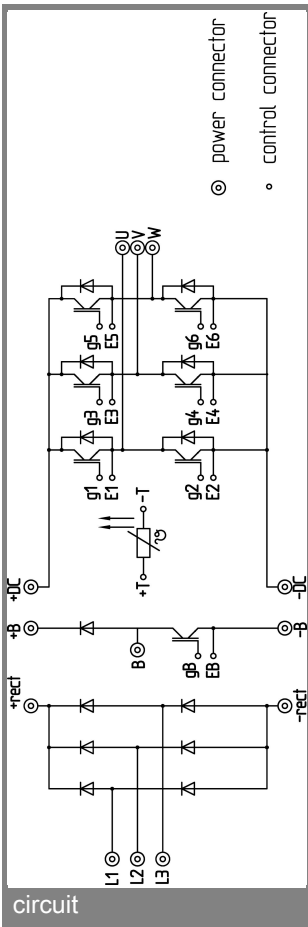 power connector
control connector
U
V
W
g5
E5
g6
E6
g3
E3
g4
E4
g1
E1
g2
E2
-T
+T
ϑ
+DC
-DC
+B
B
gB
EB
-B
+rect
-rect
L1
L2
L3
circuit